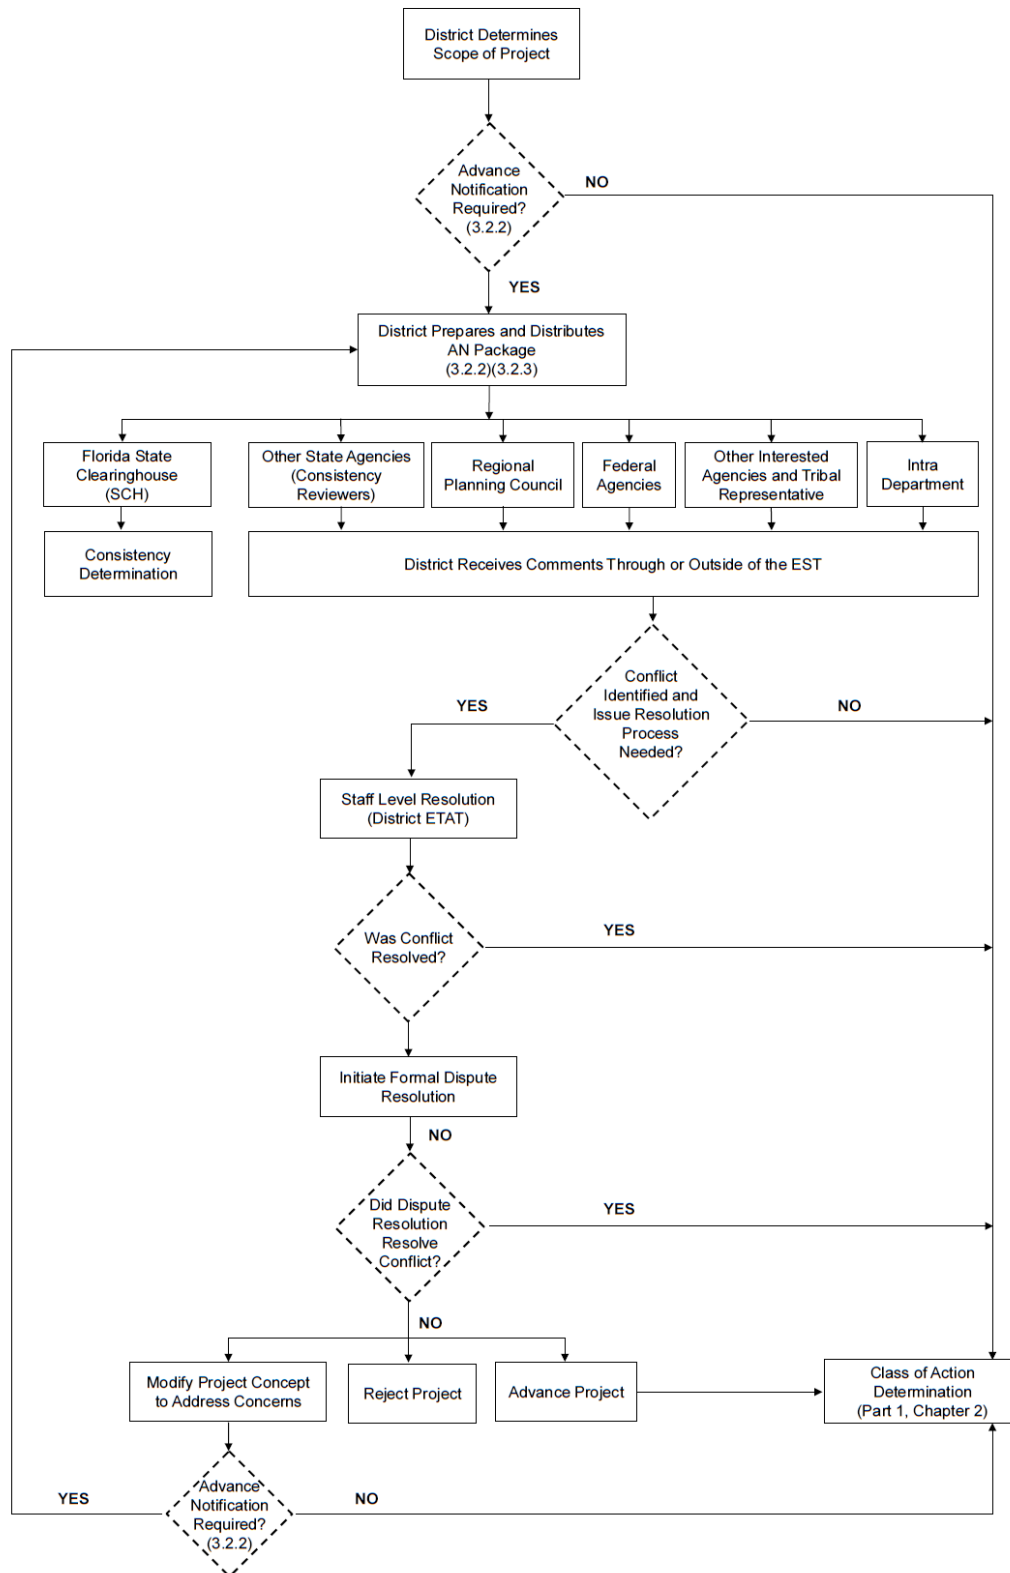 District Determines
Scope of Project
Advance
Notification
Required?
(3.2.2)
NO
YES
District Prepares and Distributes
AN Package
(3.2.2)(3.2.3)
Florida State
Clearinghouse
(SCH)
Other State Agencies
(Consistency
Reviewers)
Regional
Planning Council
Federal
Agencies
Other Interested
Agencies and Tribal
Representative
Intra
Department
Consistency
Determination
District Receives Comments Through or Outside of the EST
Conflict
Identified and
Issue Resolution
Process
Needed?
YES
NO
Staff Level Resolution
(District ETAT)
Was Conflict
Resolved?
YES
Initiate Formal Dispute
Resolution
NO
Did Dispute
Resolution
Resolve
Conflict?
YES
NO
Modify Project Concept
to Address Concerns
Reject Project
Advance Project
Class of Action
Determination
(Part 1, Chapter 2)
Advance
Notification
Required?
(3.2.2)
YES
NO